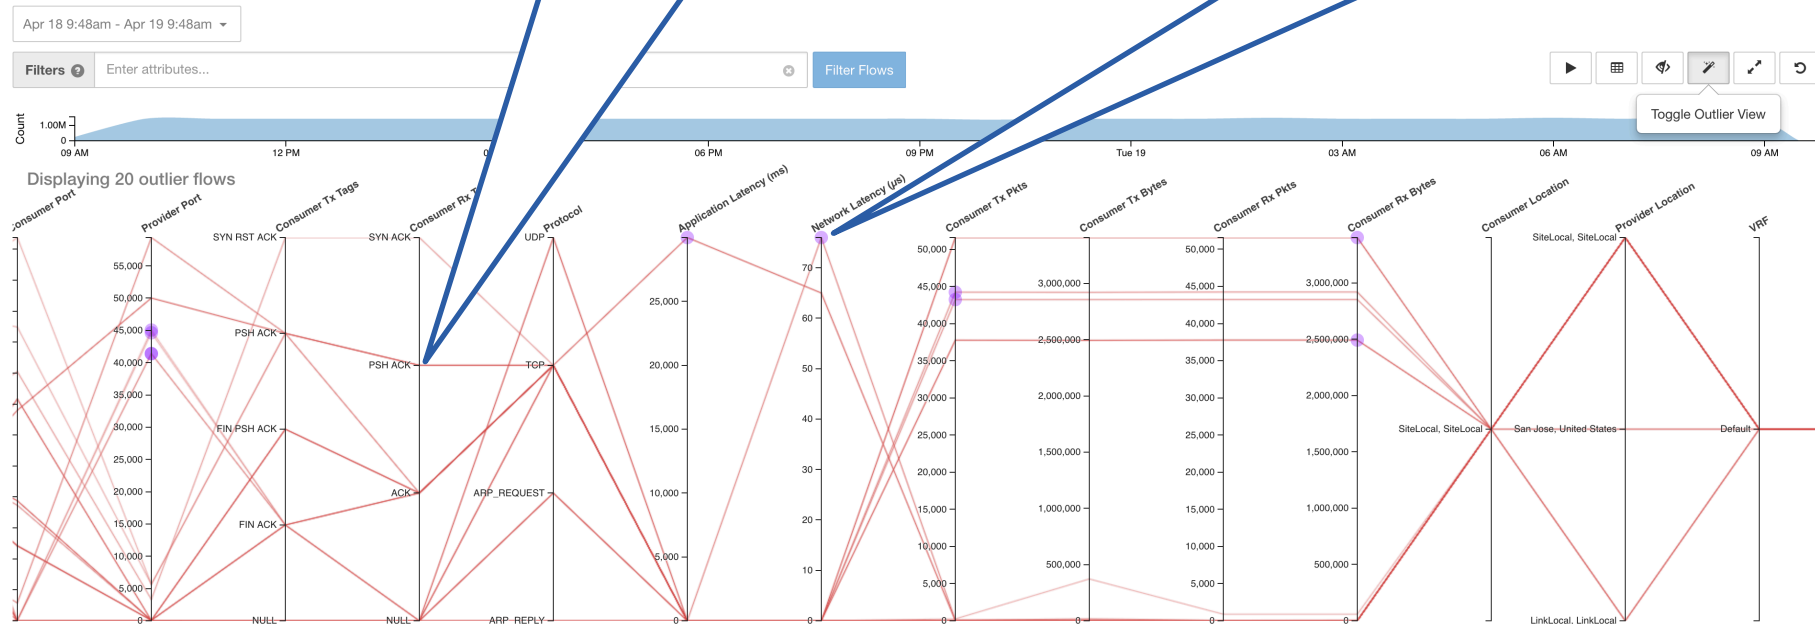 Apr 18 9:48am - Apr 19 9:48am
Filters ? Enter attributes... Filter Flows
Toggle Outlier View
Count
1.00M
0
09 AM 12 PM 06 PM 09 PM Tue 19 03 AM 06 AM 09 AM
Displaying 20 outlier flows
Consumer Port Provider Port Consumer Tx Tags Consumer Rx Protocol Application Latency (ms) Network Latency (µs) Consumer Tx Pkts Consumer Tx Bytes Consumer Rx Pkts Consumer Rx Bytes Consumer Location Provider Location VRF
55,000
50,000
45,000
40,000
35,000
30,000
25,000
20,000
15,000
10,000
5,000
0
SYN RST ACK
PSH ACK
FIN PSH ACK
FIN ACK
NULL
SYN ACK
PSH ACK
ACK
NULL
UDP
TCP
ARP_REQUEST
ARP_REPLY
25,000
20,000
15,000
10,000
5,000
0
70
60
50
40
30
20
10
0
50,000
45,000
40,000
35,000
30,000
25,000
20,000
15,000
10,000
5,000
0
3,000,000
2,500,000
2,000,000
1,500,000
1,000,000
500,000
0
50,000
45,000
40,000
35,000
30,000
25,000
20,000
15,000
10,000
5,000
0
3,000,000
2,500,000
2,000,000
1,500,000
1,000,000
500,000
0
SiteLocal, SiteLocal
SiteLocal, SiteLocal
San Jose, United States
LinkLocal, LinkLocal
Default